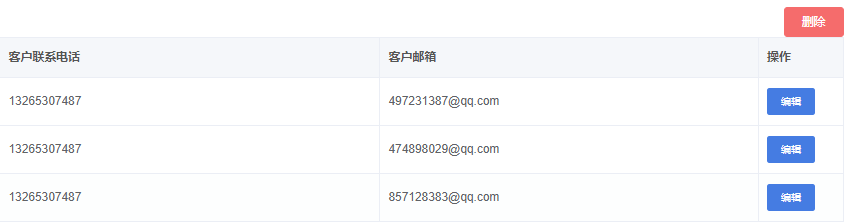 删除
客户联系电话 客户邮箱 操作
13265307487 497231387@qq.com 编辑
13265307487 474898029@qq.com 编辑
13265307487 857128383@qq.com 编辑